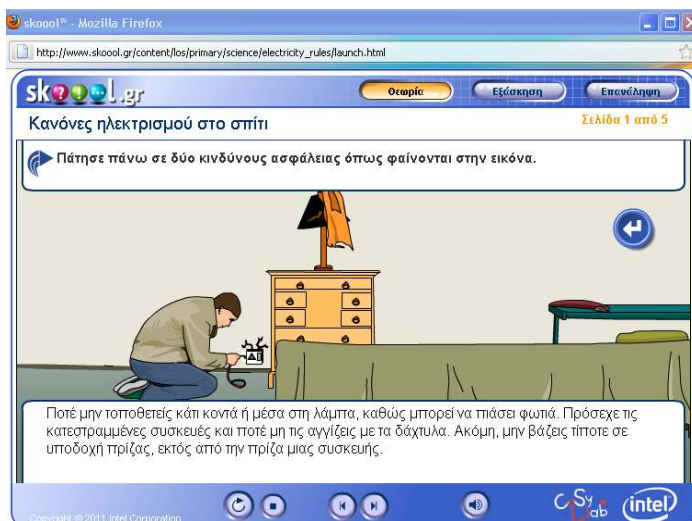 skoool™ - Mozilla Firefox
http://www.skoool.gr/content/los/primary/science/electricity_rules/launch.html
skoool.gr
Θεωρία
Εξάσκηση
Επανάληψη
Κανόνες ηλεκτρισμού στο σπίτι
Σελίδα 1 από 5
Πάτησε πάνω σε δύο κινδύνους ασφάλειας όπως φαίνονται στην εικόνα.
Ποτέ μην τοποθετείς κάτι κοντά ή μέσα στη λάμπα, καθώς μπορεί να πιάσει φωτιά. Πρόσεχε τις
κατεστραμμένες συσκευές και ποτέ μη τις αγγίζεις με τα δάχτυλα. Ακόμη, μην βάζεις τίποτε σε
υποδοχή πρίζας, εκτός από την πρίζα μιας συσκευής.
Copyright © 2011 Intel Corporation
CSyLab
intel